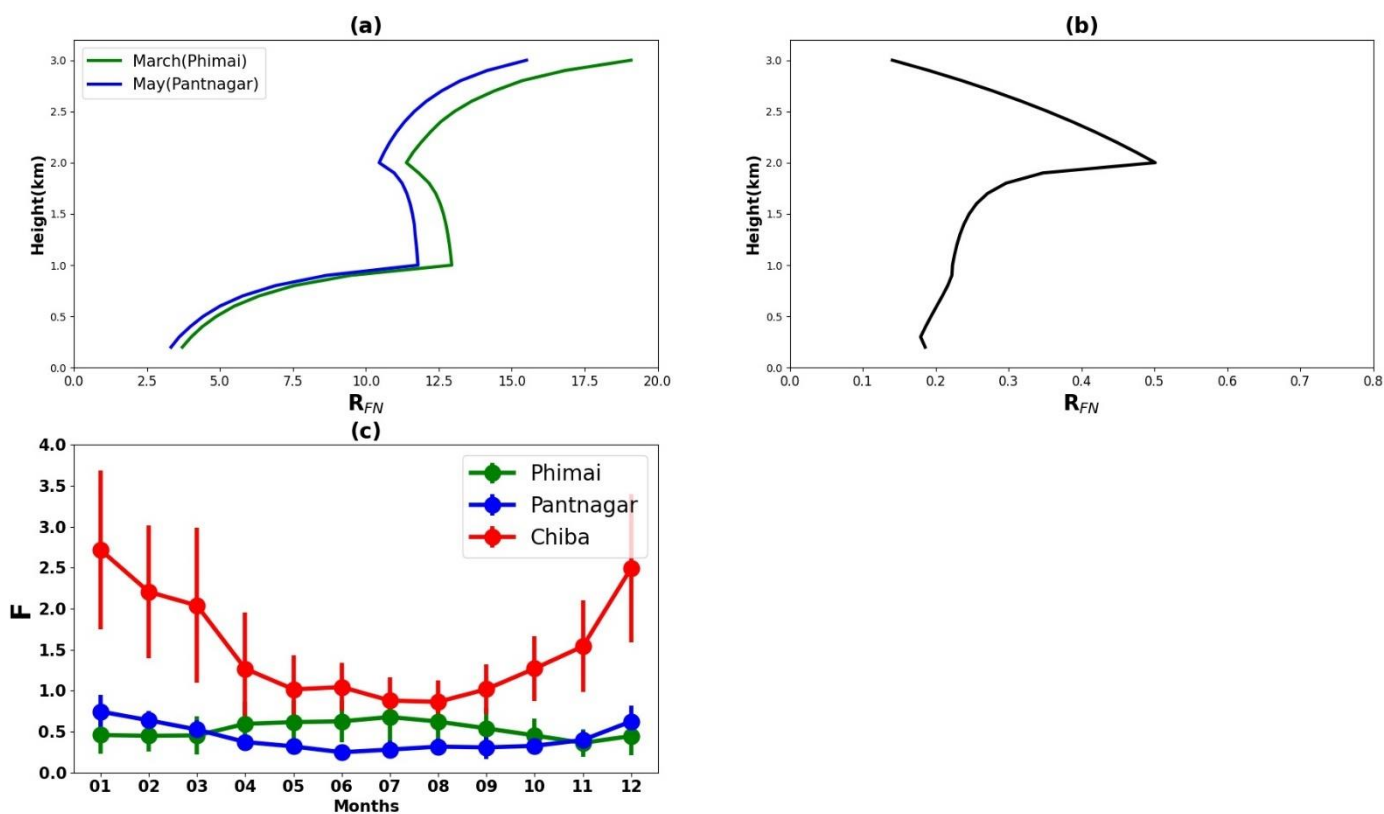 (a)
March(Phimai)
May(Pantnagar)
3.0
2.5
2.0
1.5
1.0
0.5
0.0
Height(km)
0.0 2.5 5.0 7.5 10.0 12.5 15.0 17.5 20.0
R_FN
(b)
3.0
2.5
2.0
1.5
1.0
0.5
0.0
Height(km)
0.0 0.1 0.2 0.3 0.4 0.5 0.6 0.7 0.8
R_FN
(c)
Phimai
Pantnagar
Chiba
4.0
3.5
3.0
2.5
2.0
1.5
1.0
0.5
0.0
F
01 02 03 04 05 06 07 08 09 10 11 12
Months